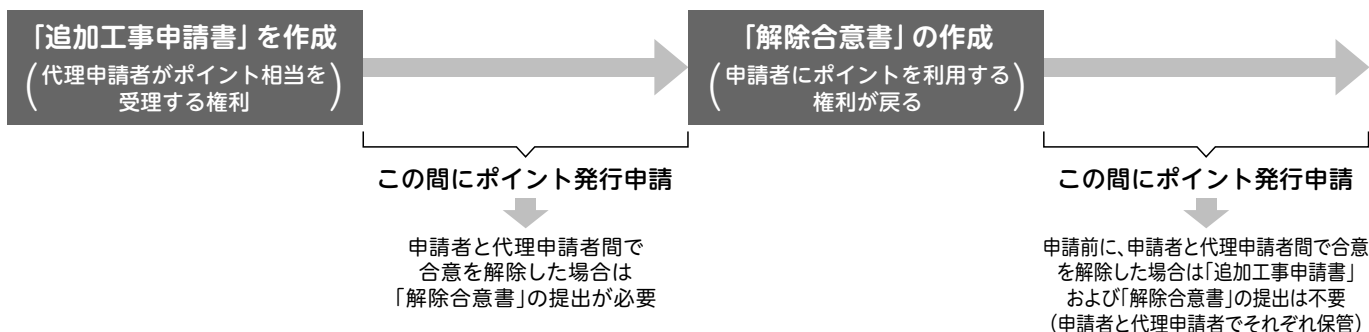 「追加工事申請書」を作成
（代理申請者がポイント相当を
受理する権利）
「解除合意書」の作成
（申請者にポイントを利用する
権利が戻る）
この間にポイント発行申請
申請者と代理申請者間で
合意を解除した場合は
「解除合意書」の提出が必要
この間にポイント発行申請
申請前に、申請者と代理申請者間で合意
を解除した場合は「追加工事申請書」
および「解除合意書」の提出は不要
（申請者と代理申請者でそれぞれ保管）